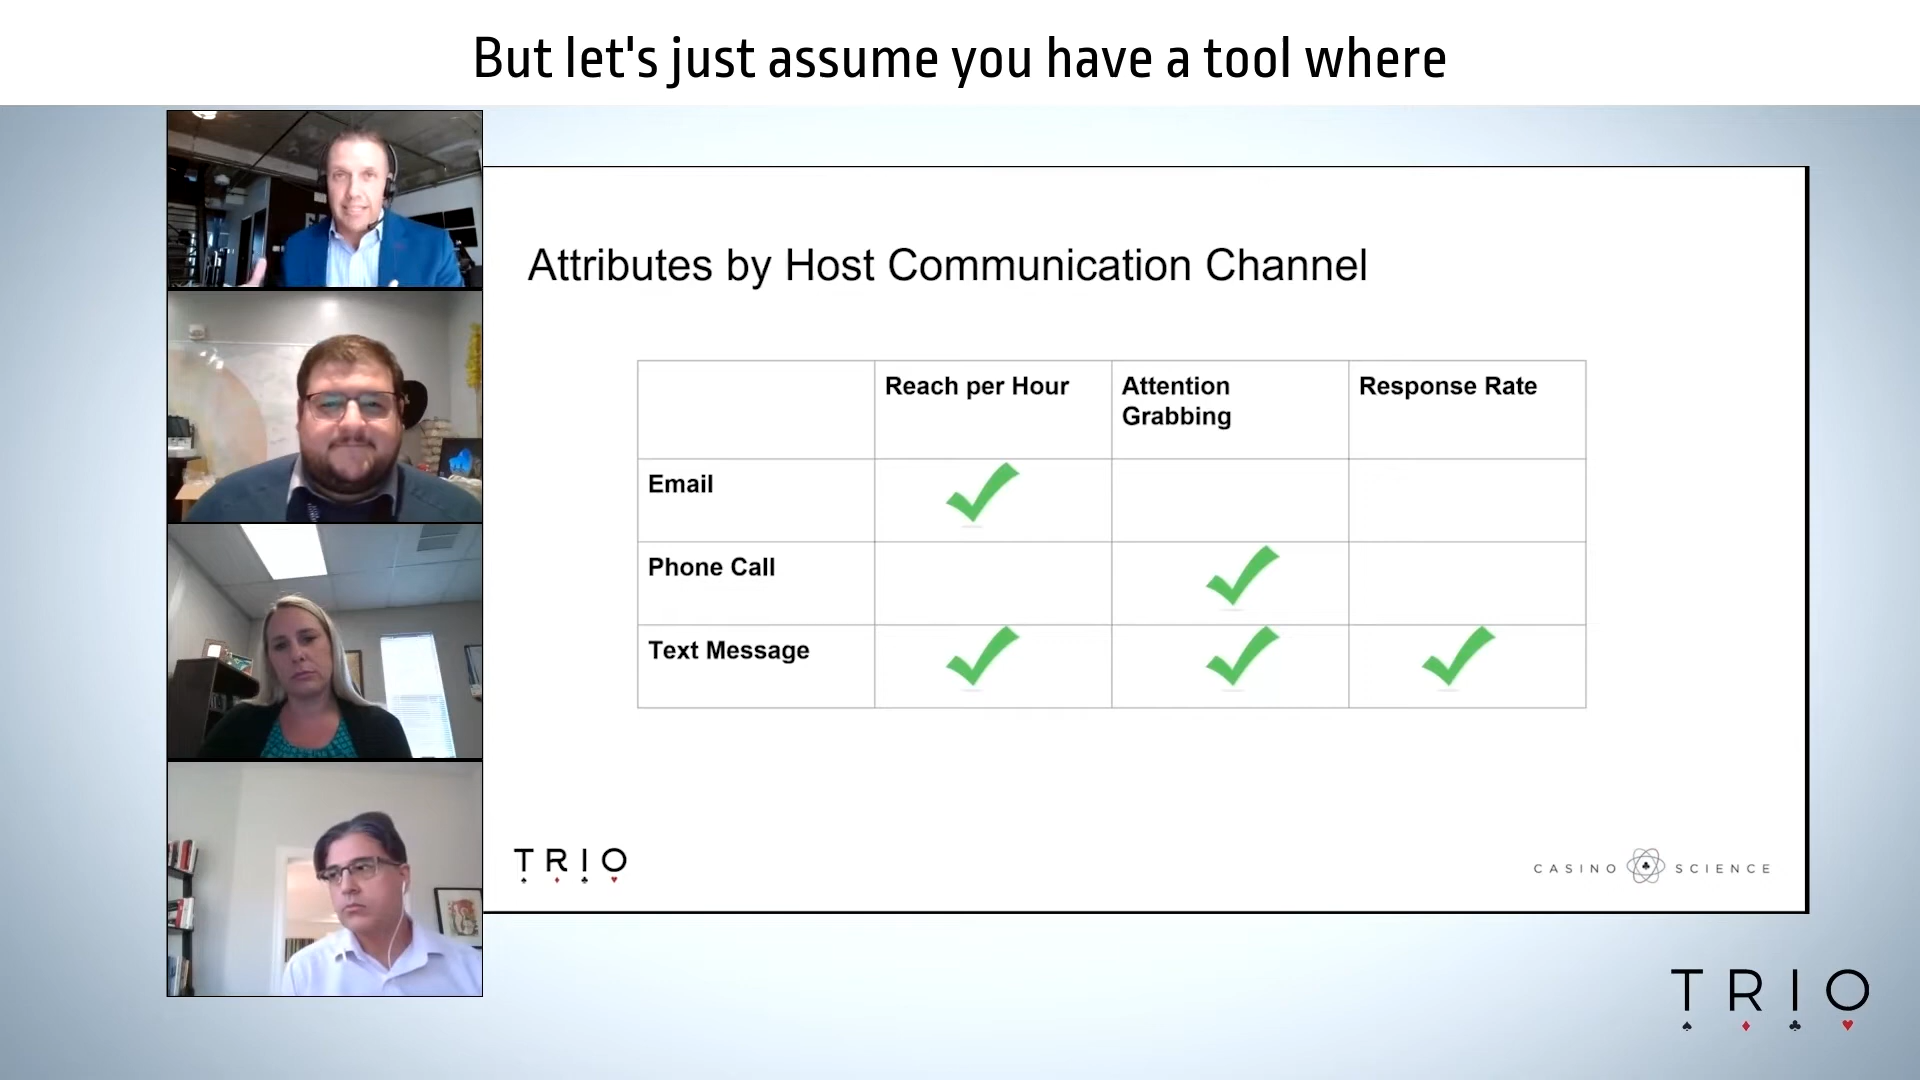 But let's just assume you have a tool where
Attributes by Host Communication Channel
Reach per Hour
Attention
Grabbing
Response Rate
Email
Phone Call
Text Message
TRIO
CASINO SCIENCE
TRIO